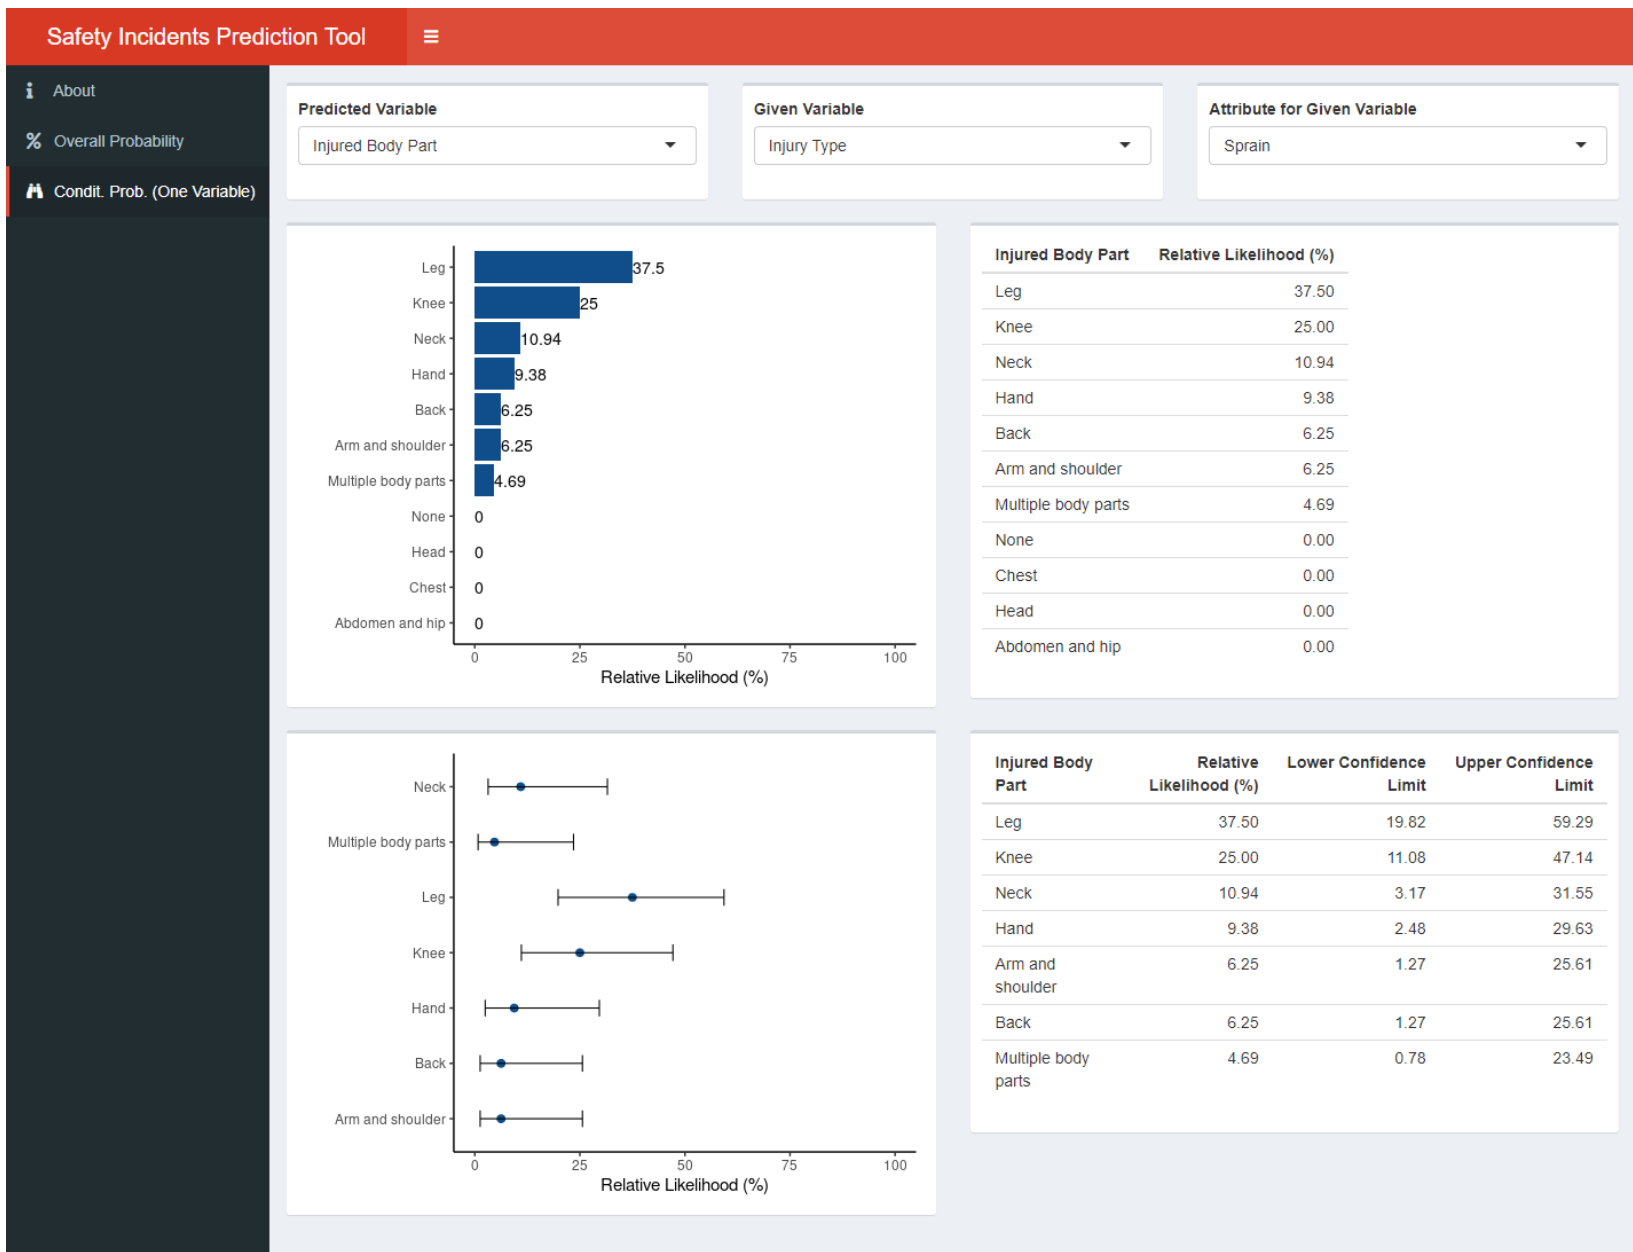 Safety Incidents Prediction Tool
About
% Overall Probability
Condit. Prob. (One Variable)
Predicted Variable
Injured Body Part
Given Variable
Injury Type
Attribute for Given Variable
Sprain
Leg 37.5
Knee 25
Neck 10.94
Hand 9.38
Back 6.25
Arm and shoulder 6.25
Multiple body parts 4.69
None 0
Head 0
Chest 0
Abdomen and hip 0
0 25 50 75 100
Relative Likelihood (%)
Injured Body Part Relative Likelihood (%)
Leg 37.50
Knee 25.00
Neck 10.94
Hand 9.38
Back 6.25
Arm and shoulder 6.25
Multiple body parts 4.69
None 0.00
Chest 0.00
Head 0.00
Abdomen and hip 0.00
Neck
Multiple body parts
Leg
Knee
Hand
Back
Arm and shoulder
0 25 50 75 100
Relative Likelihood (%)
Injured Body Relative Lower Confidence Upper Confidence
Part Likelihood (%) Limit Limit
Leg 37.50 19.82 59.29
Knee 25.00 11.08 47.14
Neck 10.94 3.17 31.55
Hand 9.38 2.48 29.63
Arm and 6.25 1.27 25.61
shoulder
Back 6.25 1.27 25.61
Multiple body 4.69 0.78 23.49
parts